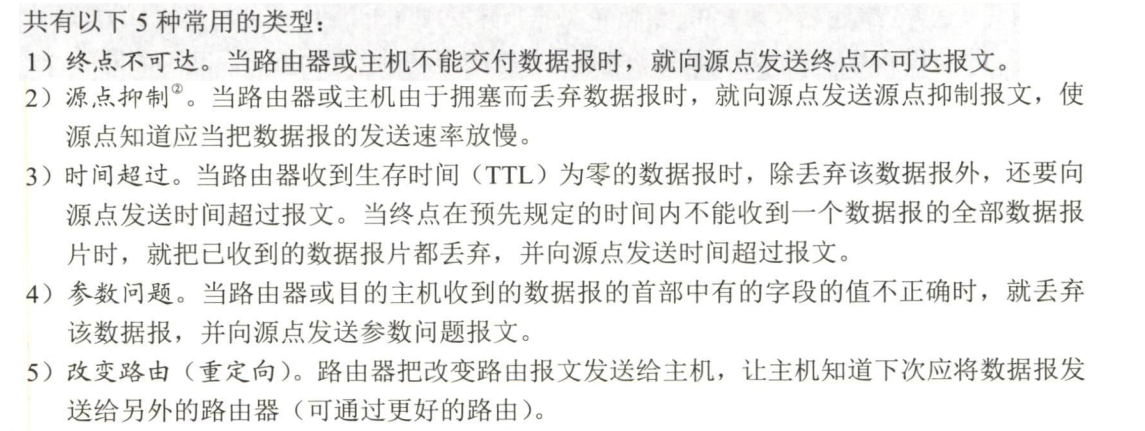 共有以下 5 种常用的类型：
1）终点不可达。当路由器或主机不能交付数据报时，就向源点发送终点不可达报文。
2）源点抑制②。当路由器或主机由于拥塞而丢弃数据报时，就向源点发送源点抑制报文，使
源点知道应当把数据报的发送速率放慢。
3）时间超过。当路由器收到生存时间（TTL）为零的数据报时，除丢弃该数据报外，还要向
源点发送时间超过报文。当终点在预先规定的时间内不能收到一个数据报的全部数据报
片时，就把已收到的数据报片都丢弃，并向源点发送时间超过报文。
4）参数问题。当路由器或目的主机收到的数据报的首部中有的字段的值不正确时，就丢弃
该数据报，并向源点发送参数问题报文。
5）改变路由（重定向）。路由器把改变路由报文发送给主机，让主机知道下次应将数据报发
送给另外的路由器（可通过更好的路由）。